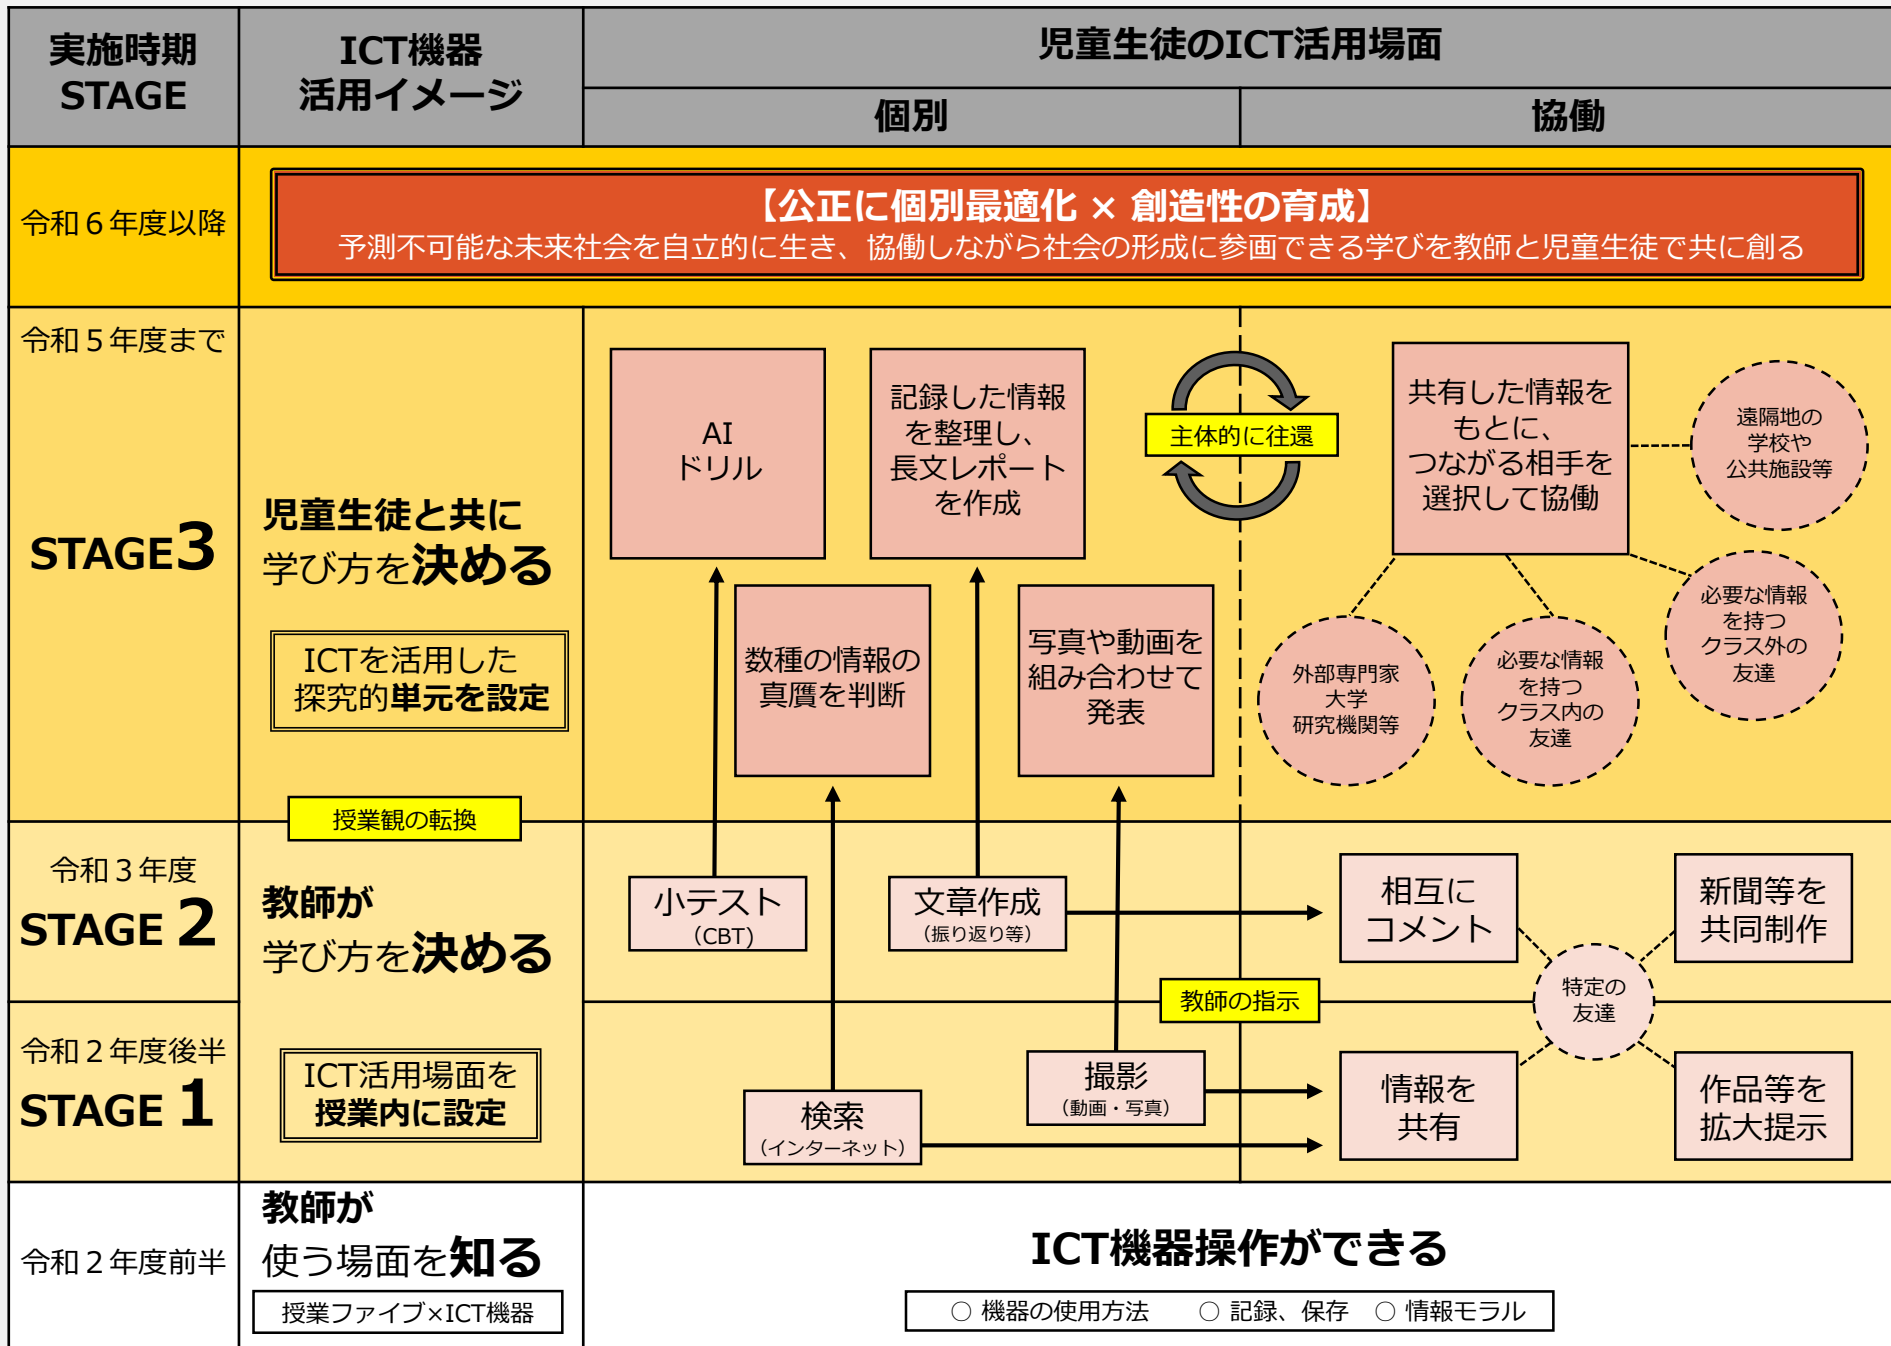 実施時期
STAGE
ICT機器
活用イメージ
児童生徒のICT活用場面
個別
協働
令和６年度以降
【公正に個別最適化 × 創造性の育成】
予測不可能な未来社会を自立的に生き、協働しながら社会の形成に参画できる学びを教師と児童生徒で共に創る
令和５年度まで
STAGE3
児童生徒と共に
学び方を決める
ICTを活用した
探究的単元を設定
AI
ドリル
記録した情報
を整理し、
長文レポート
を作成
数種の情報の
真贋を判断
写真や動画を
組み合わせて
発表
主体的に往還
共有した情報を
もとに、
つながる相手を
選択して協働
遠隔地の
学校や
公共施設等
外部専門家
大学
研究機関等
必要な情報
を持つ
クラス内の
友達
必要な情報
を持つ
クラス外の
友達
授業観の転換
令和３年度
STAGE 2
教師が
学び方を決める
小テスト
（CBT）
文章作成
（振り返り等）
相互に
コメント
新聞等を
共同制作
教師の指示
特定の
友達
令和２年度後半
STAGE 1
ICT活用場面を
授業内に設定
検索
（インターネット）
撮影
（動画・写真）
情報を
共有
作品等を
拡大提示
令和２年度前半
教師が
使う場面を知る
授業ファイブ×ICT機器
ICT機器操作ができる
○ 機器の使用方法　　○ 記録、保存　○ 情報モラル